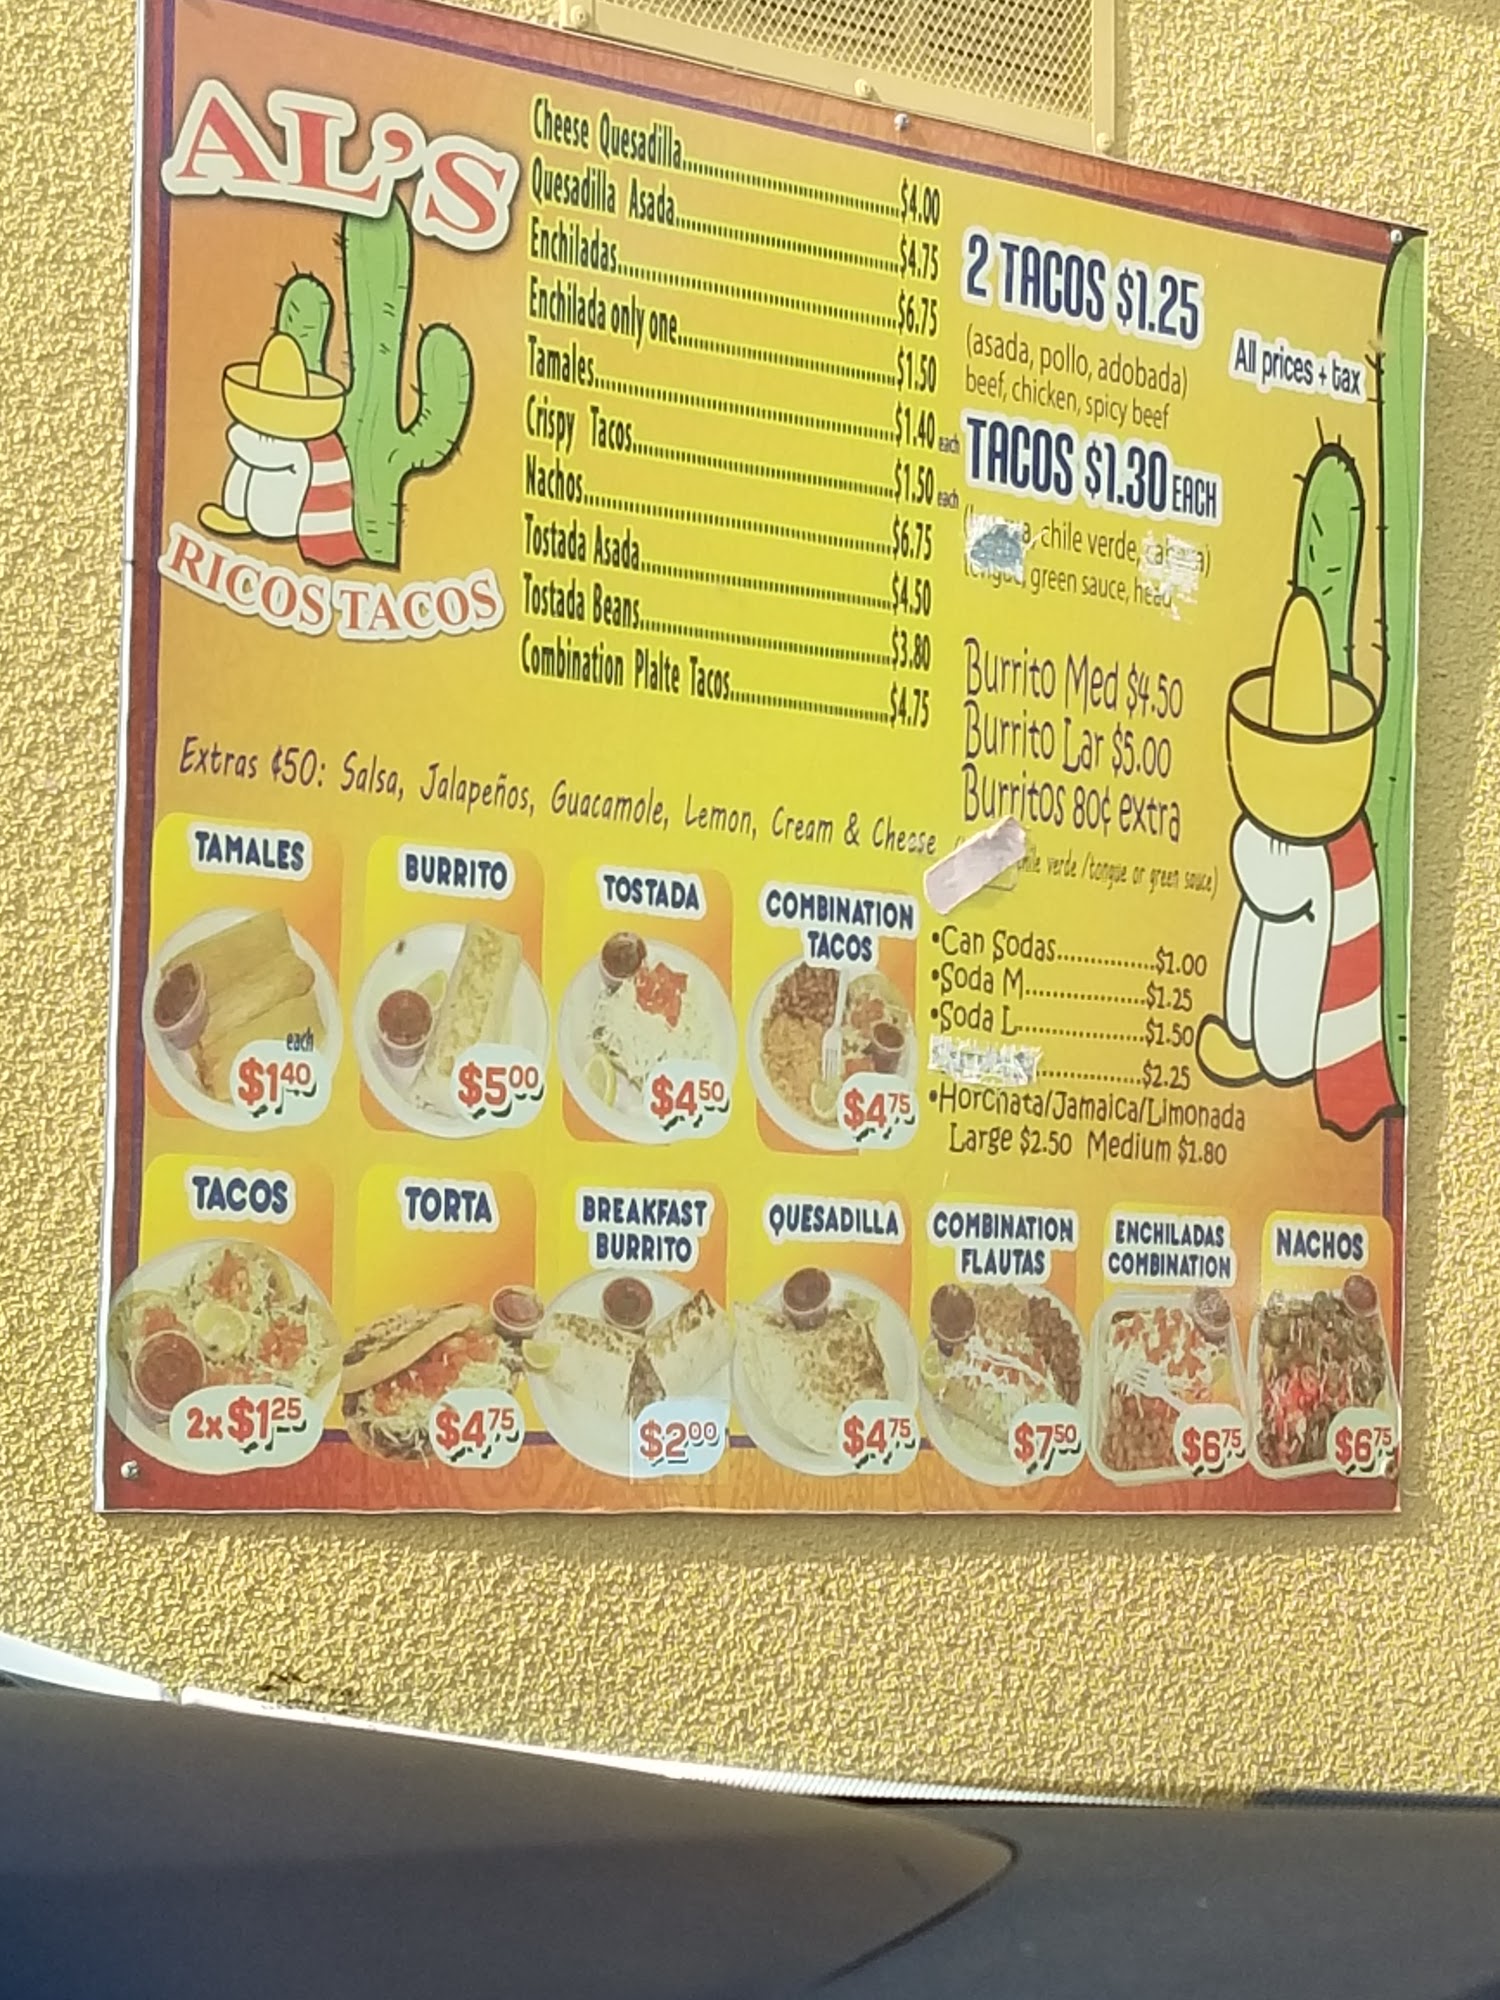 AL'S
RICOS TACOS
Cheese Quesadilla....$4.00
Quesadilla Asada....$4.75
Enchiladas....$6.75
Enchilada only one....$1.50
Tamales....$1.40 each
Crispy Tacos....$1.50 each
Nachos....$6.75
Tostada Asada....$4.50
Tostada Beans....$3.80
Combination Plalte Tacos....$4.75
2 TACOS $1.25
(asada, pollo, adobada)
beef, chicken, spicy beef
All prices + tax
TACOS $1.30 EACH
chile verde,
green sauce, head
Burrito Med $4.50
Burrito Lar $5.00
Burritos 80¢ extra
verde /tongue or green sauce)
Extras ¢50: Salsa, Jalapeños, Guacamole, Lemon, Cream & Cheese
•Can Sodas....$1.00
•Soda M....$1.25
•Soda L....$1.50
....$2.25
•Horchata/Jamaica/Limonada
Large $2.50 Medium $1.80
TAMALES
each
$1.40
BURRITO
$5.00
TOSTADA
$4.50
COMBINATION
TACOS
$4.75
TACOS
2x $1.25
TORTA
$4.75
BREAKFAST
BURRITO
$2.00
QUESADILLA
$4.75
COMBINATION
FLAUTAS
$7.50
ENCHILADAS
COMBINATION
$6.75
NACHOS
$6.75